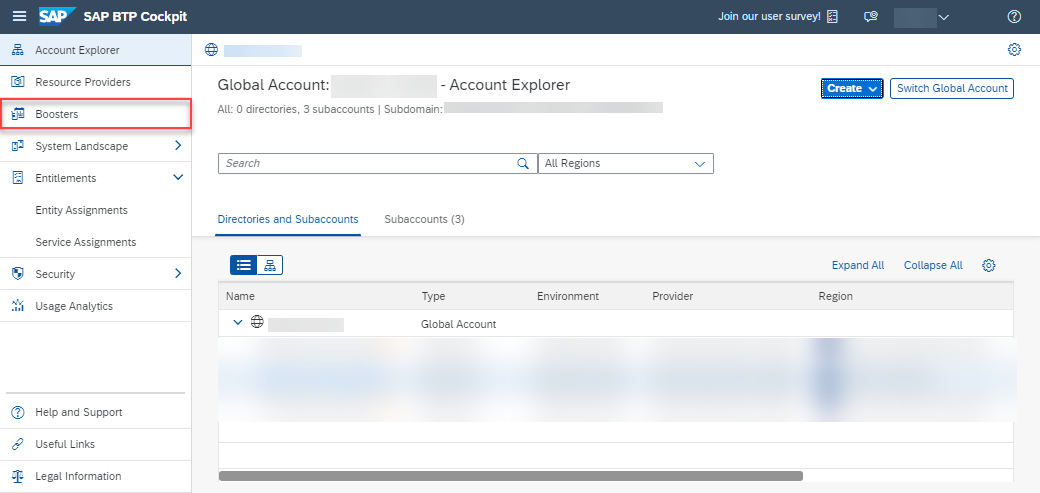 SAP SAP BTP Cockpit
Join our user survey!
Account Explorer
Resource Providers
Boosters
System Landscape
Entitlements
Entity Assignments
Service Assignments
Security
Usage Analytics
Help and Support
Useful Links
Legal Information
Global Account: - Account Explorer
All: 0 directories, 3 subaccounts | Subdomain:
Create
Switch Global Account
Search
All Regions
Directories and Subaccounts
Subaccounts (3)
Expand All
Collapse All
Name Type Environment Provider Region
Global Account